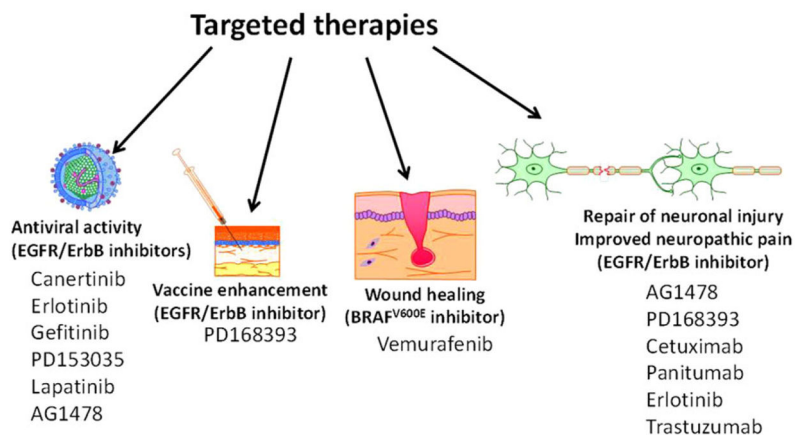 Targeted therapies
Antiviral activity
(EGFR/ErbB inhibitors)
Canertinib
Erlotinib
Gefitinib
PD153035
Lapatinib
AG1478
Vaccine enhancement
(EGFR/ErbB inhibitor)
PD168393
Wound healing
(BRAFV600E inhibitor)
Vemurafenib
Repair of neuronal injury
Improved neuropathic pain
(EGFR/ErbB inhibitor)
AG1478
PD168393
Cetuximab
Panitumab
Erlotinib
Trastuzumab